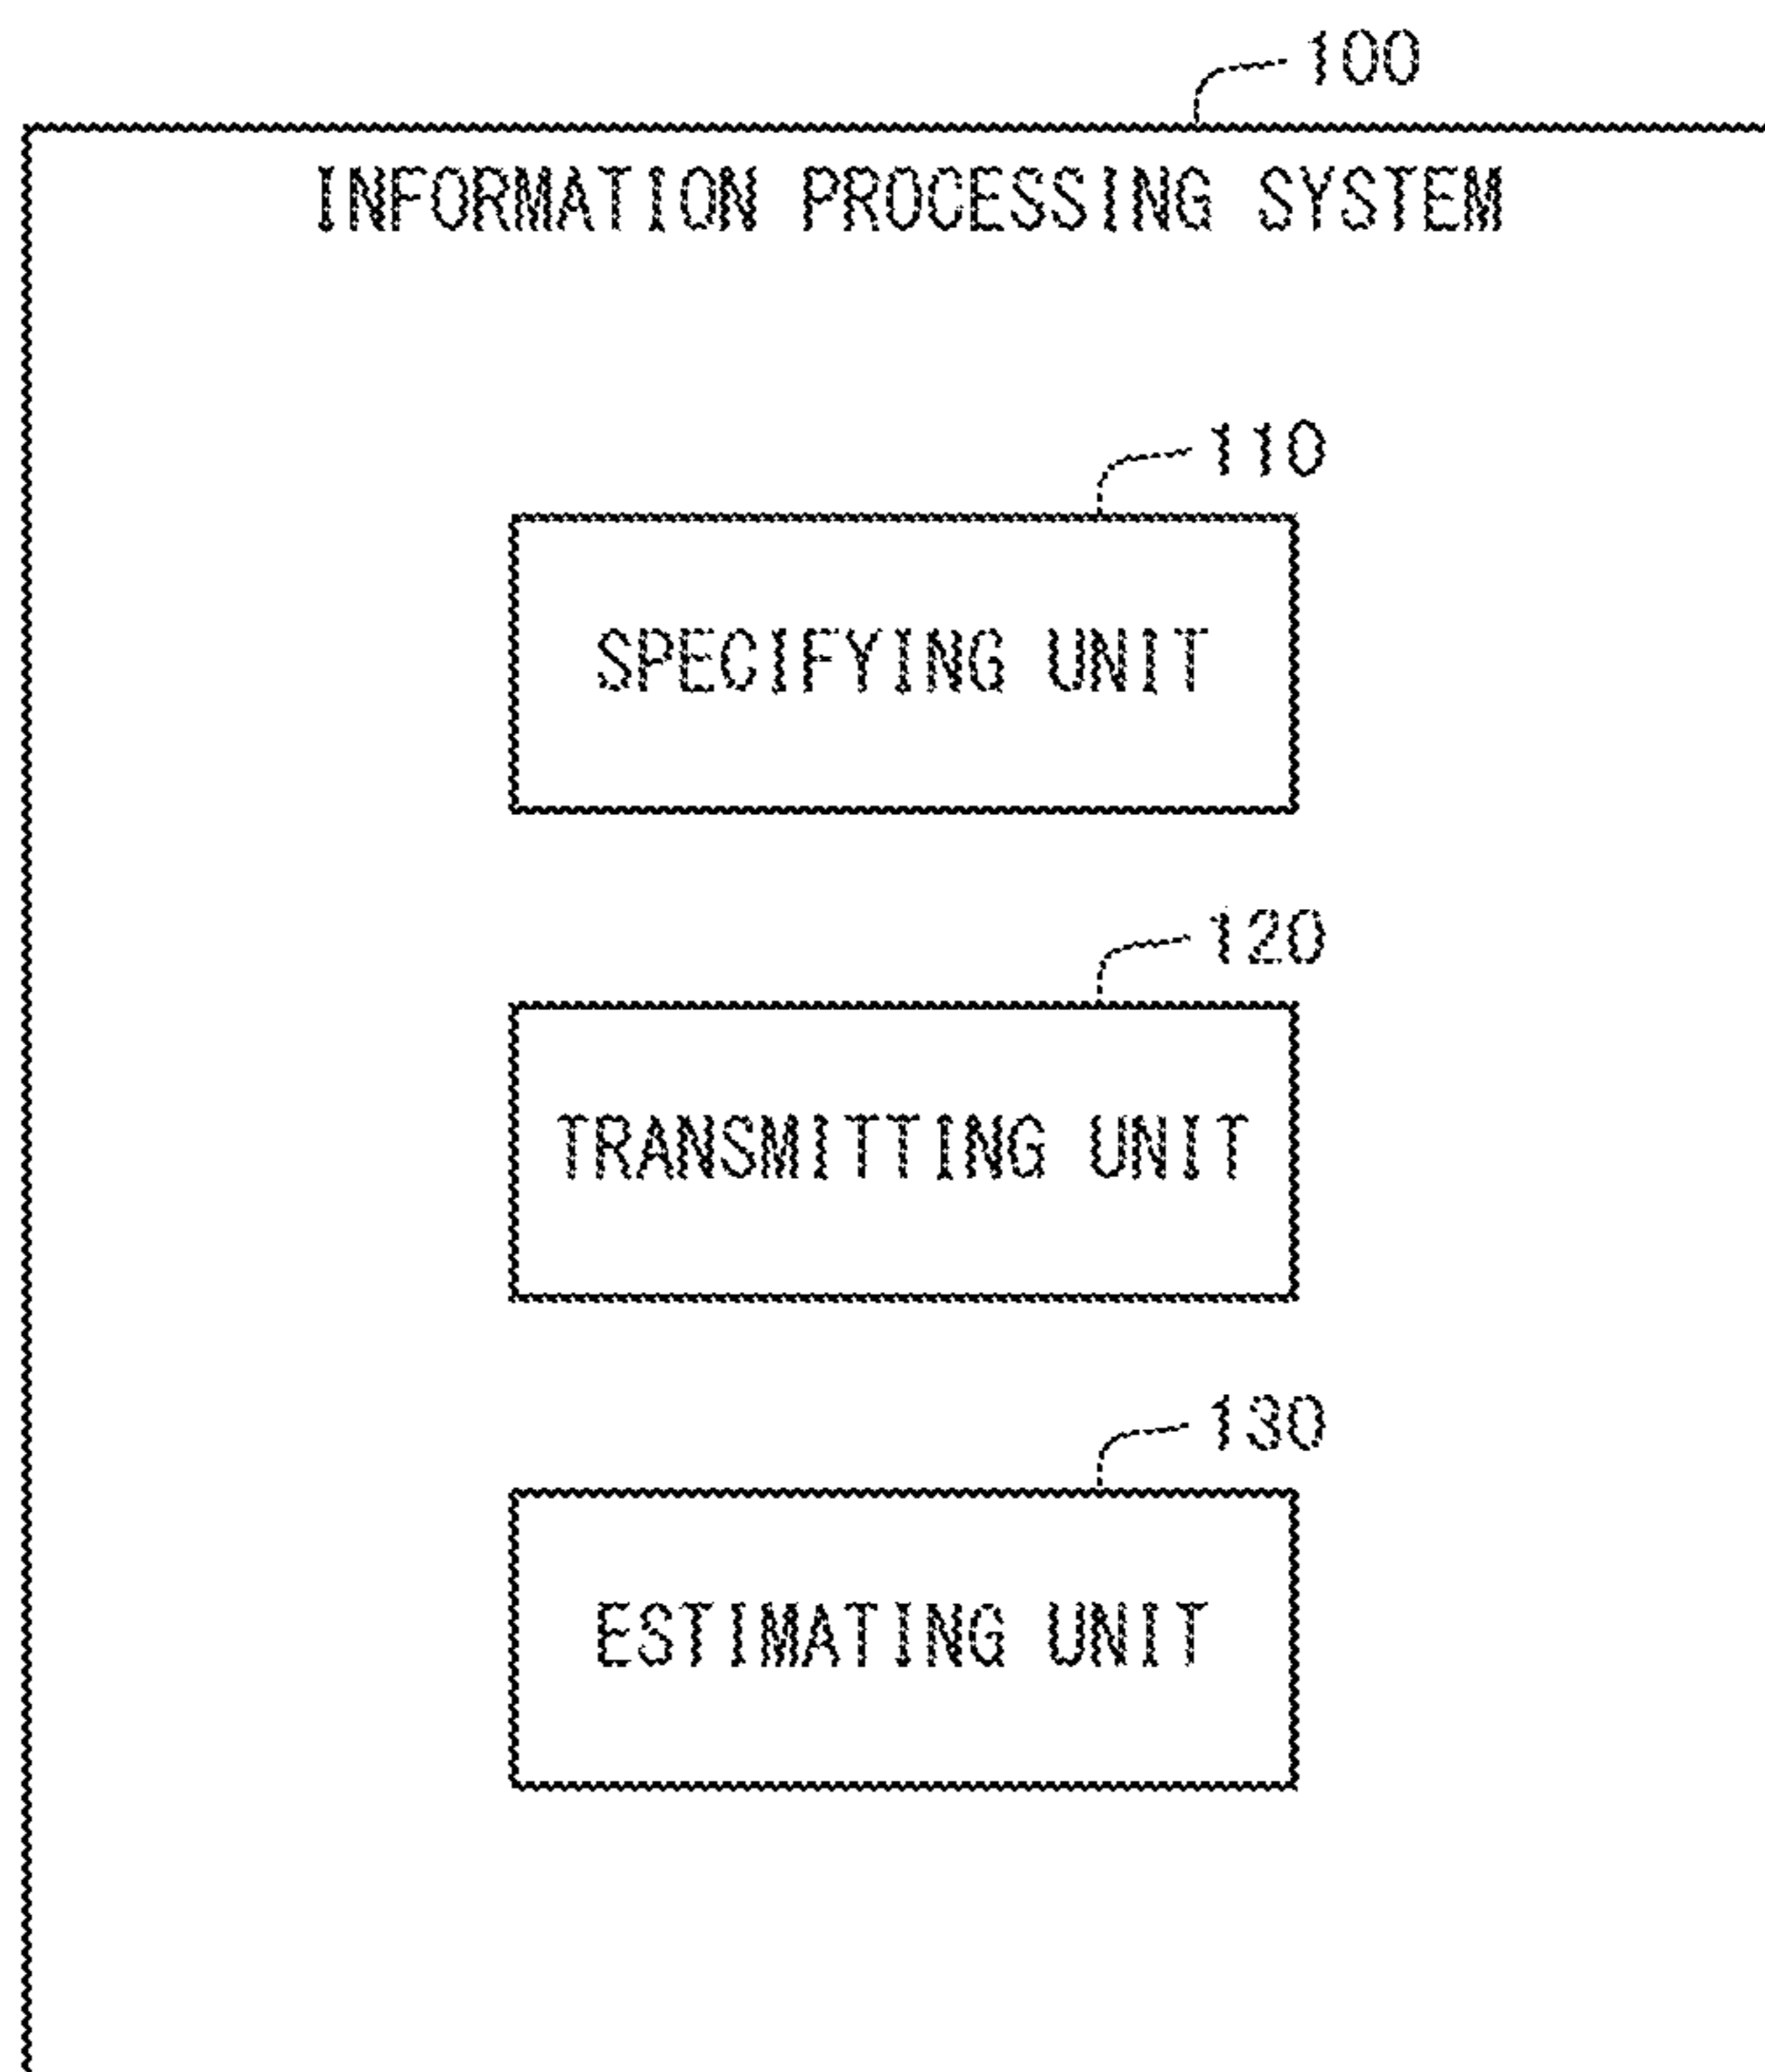 100
INFORMATION PROCESSING SYSTEM
110
SPECIFYING UNIT
120
TRANSMITTING UNIT
130
ESTIMATING UNIT